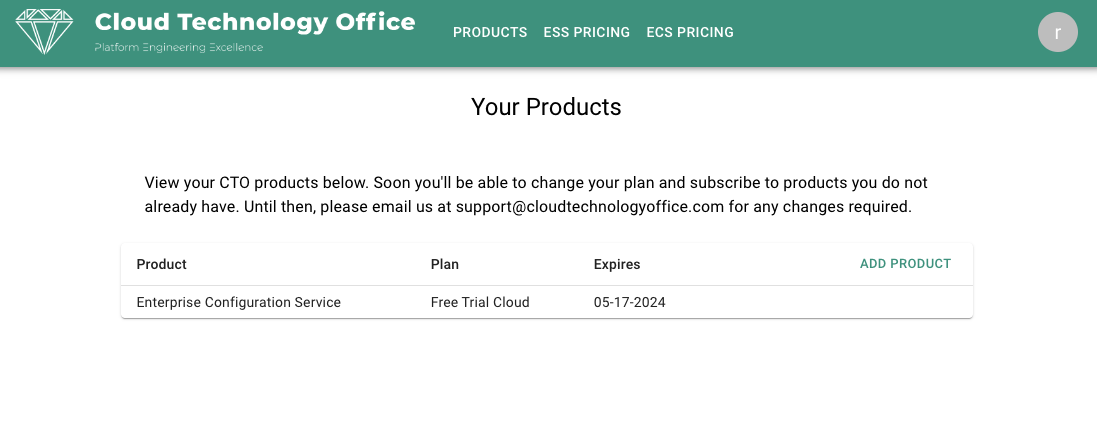 Cloud Technology Office
Platform Engineering Excellence
PRODUCTS ESS PRICING ECS PRICING
r
Your Products
View your CTO products below. Soon you'll be able to change your plan and subscribe to products you do not
already have. Until then, please email us at support@cloudtechnologyoffice.com for any changes required.
Product Plan Expires ADD PRODUCT
Enterprise Configuration Service Free Trial Cloud 05-17-2024